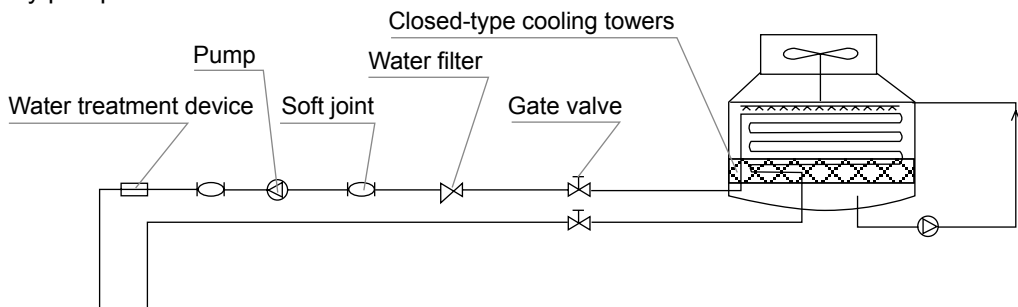 Closed-type cooling towers
Pump
Water filter
Water treatment device
Soft joint
Gate valve